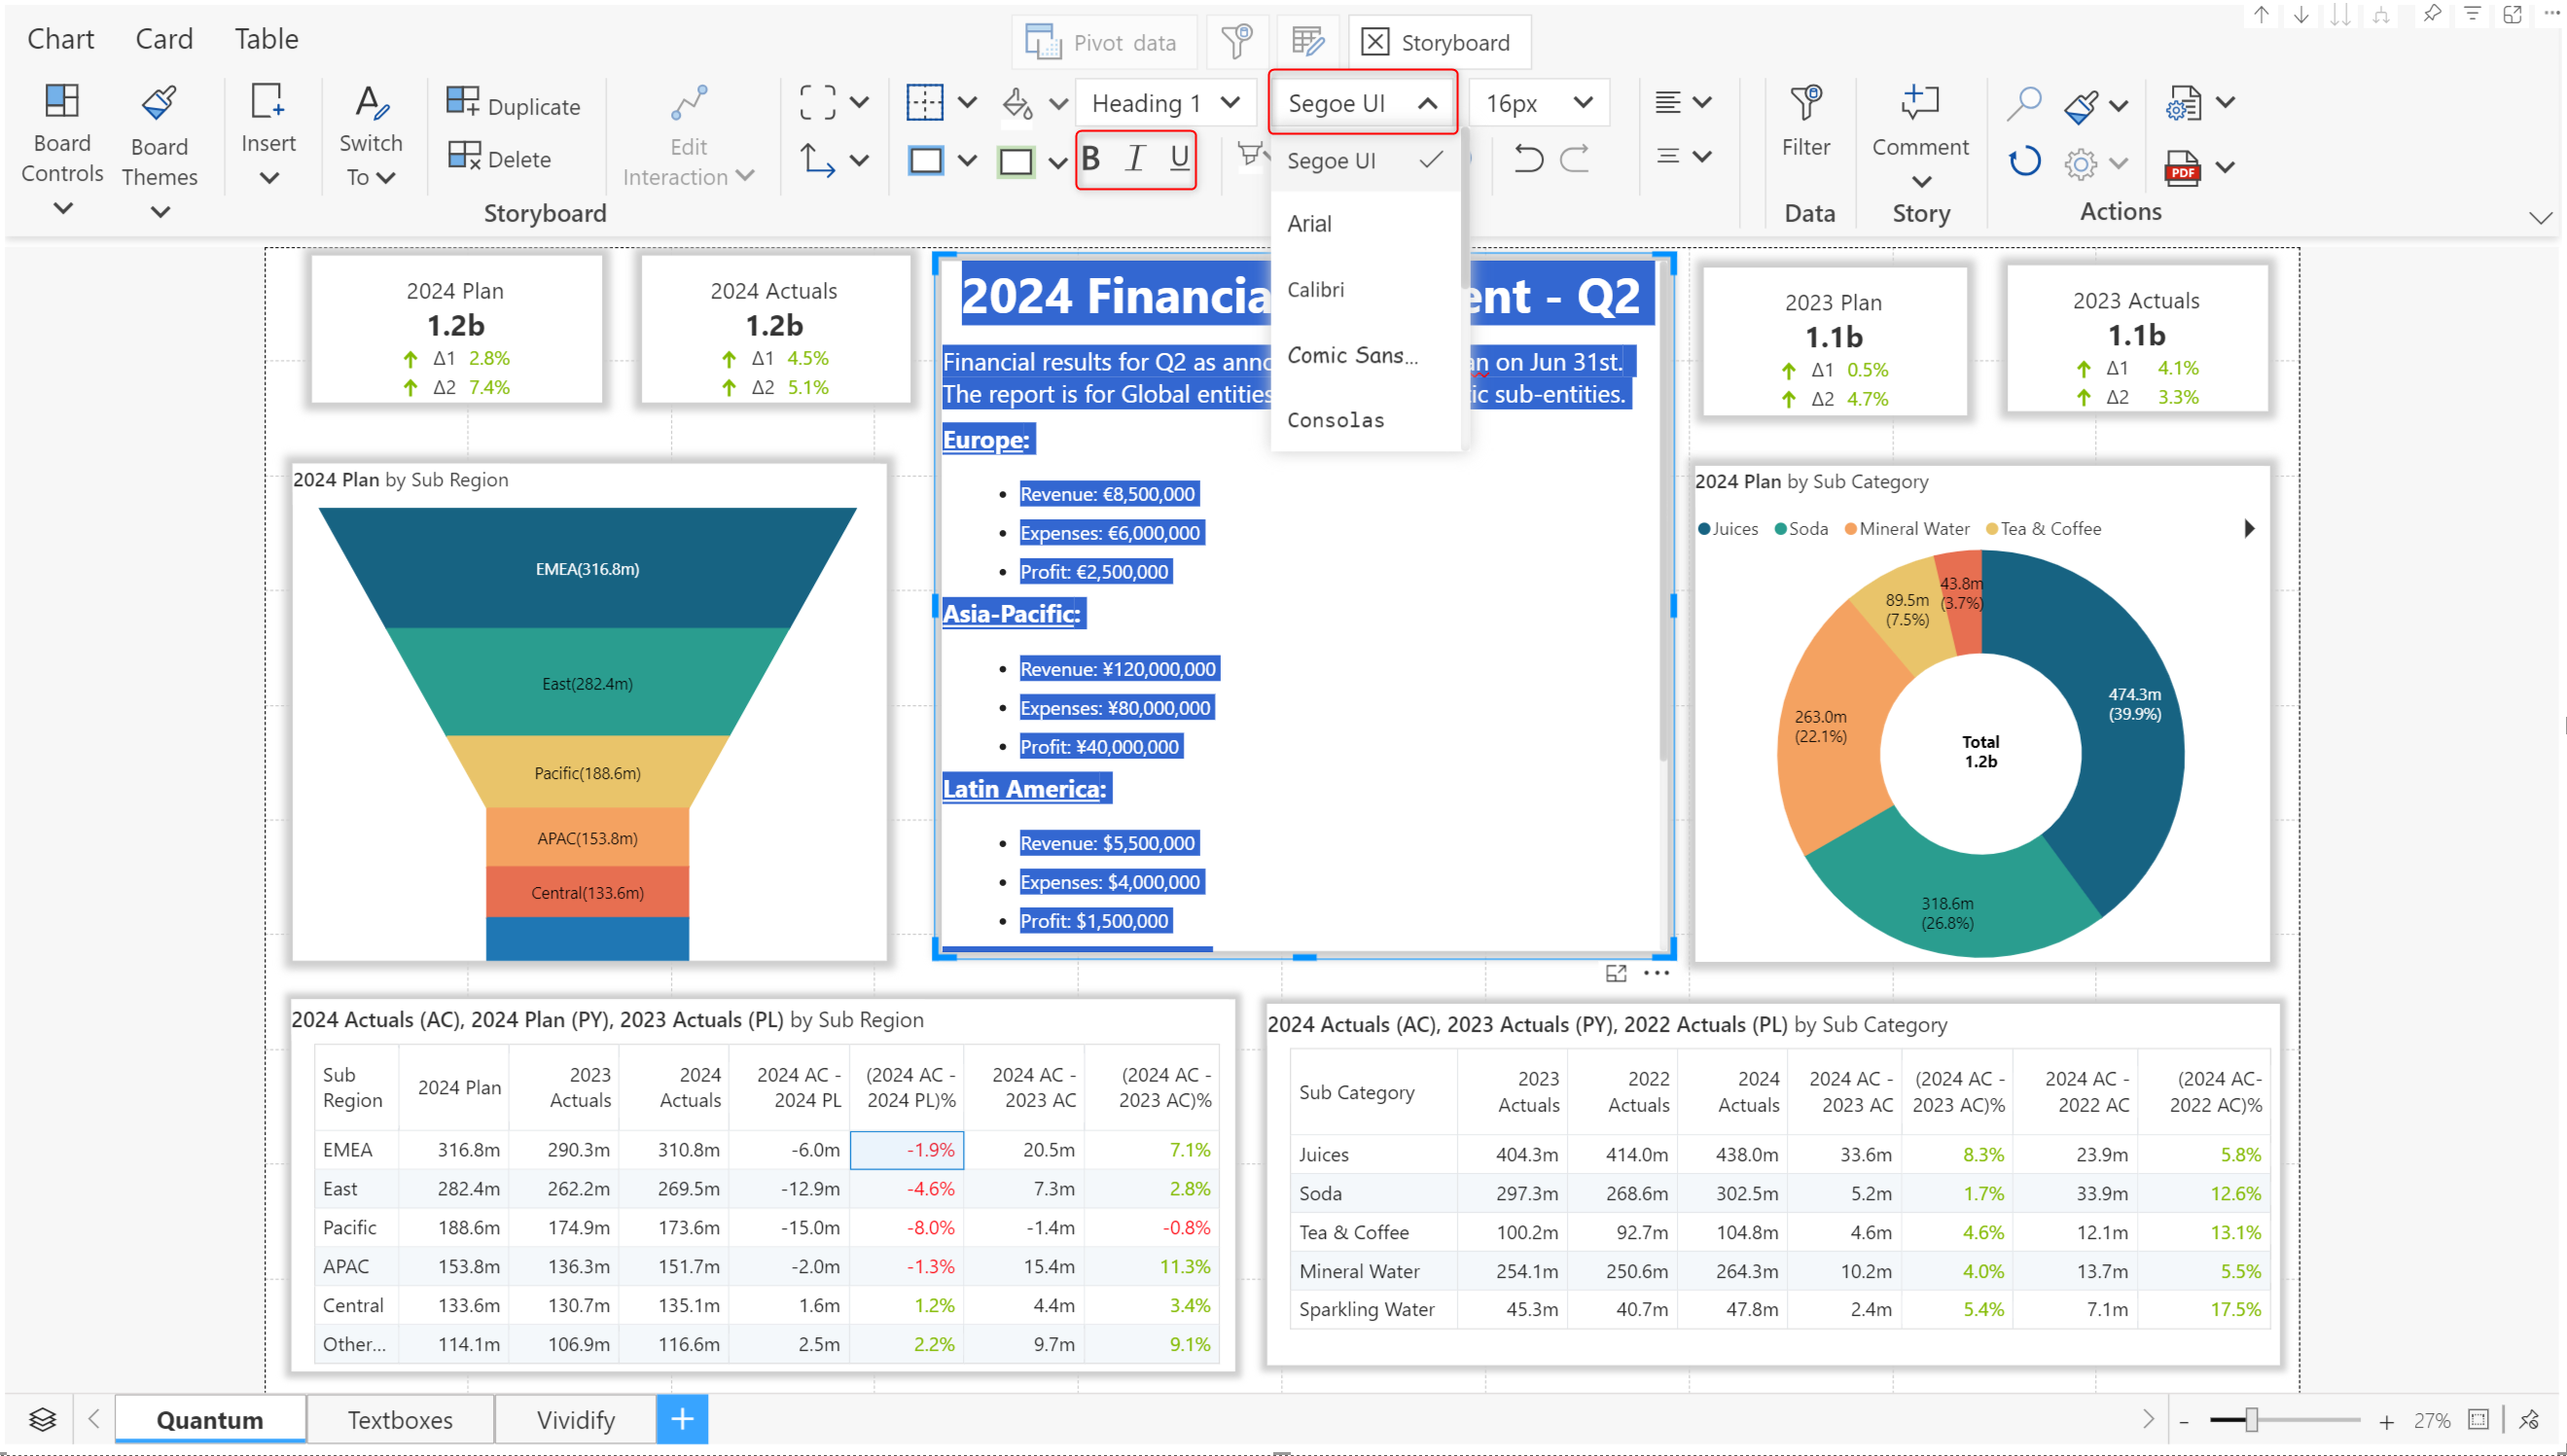 Chart Card Table
Pivot data
Storyboard
Board Controls
Board Themes
Insert
Switch To
Duplicate
Delete
Edit Interaction
Storyboard
Heading 1
Segoe UI
16px
B I U
Segoe UI
Arial
Calibri
Comic Sans...
Consolas
Filter
Data
Comment
Story
PDF
Actions
2024 Plan
1.2b
Δ1 2.8%
Δ2 7.4%
2024 Actuals
1.2b
Δ1 4.5%
Δ2 5.1%
2024 Plan by Sub Region
EMEA(316.8m)
East(282.4m)
Pacific(188.6m)
APAC(153.8m)
Central(133.6m)
2024 Financia ent - Q2
Financial results for Q2 as anno an on Jun 31st.
The report is for Global entities ic sub-entities.
Europe:
• Revenue: €8,500,000
• Expenses: €6,000,000
• Profit: €2,500,000
Asia-Pacific:
• Revenue: ¥120,000,000
• Expenses: ¥80,000,000
• Profit: ¥40,000,000
Latin America:
• Revenue: $5,500,000
• Expenses: $4,000,000
• Profit: $1,500,000
2023 Plan
1.1b
Δ1 0.5%
Δ2 4.7%
2023 Actuals
1.1b
Δ1 4.1%
Δ2 3.3%
2024 Plan by Sub Category
Juices Soda Mineral Water Tea & Coffee
43.8m
(3.7%)
89.5m
(7.5%)
474.3m
(39.9%)
263.0m
(22.1%)
Total
1.2b
318.6m
(26.8%)
2024 Actuals (AC), 2024 Plan (PY), 2023 Actuals (PL) by Sub Region
Sub Region 2024 Plan 2023 Actuals 2024 Actuals 2024 AC - 2024 PL (2024 AC - 2024 PL)% 2024 AC - 2023 AC (2024 AC - 2023 AC)%
EMEA 316.8m 290.3m 310.8m -6.0m -1.9% 20.5m 7.1%
East 282.4m 262.2m 269.5m -12.9m -4.6% 7.3m 2.8%
Pacific 188.6m 174.9m 173.6m -15.0m -8.0% -1.4m -0.8%
APAC 153.8m 136.3m 151.7m -2.0m -1.3% 15.4m 11.3%
Central 133.6m 130.7m 135.1m 1.6m 1.2% 4.4m 3.4%
Other... 114.1m 106.9m 116.6m 2.5m 2.2% 9.7m 9.1%
2024 Actuals (AC), 2023 Actuals (PY), 2022 Actuals (PL) by Sub Category
Sub Category 2023 Actuals 2022 Actuals 2024 Actuals 2024 AC - 2023 AC (2024 AC - 2023 AC)% 2024 AC - 2022 AC (2024 AC- 2022 AC)%
Juices 404.3m 414.0m 438.0m 33.6m 8.3% 23.9m 5.8%
Soda 297.3m 268.6m 302.5m 5.2m 1.7% 33.9m 12.6%
Tea & Coffee 100.2m 92.7m 104.8m 4.6m 4.6% 12.1m 13.1%
Mineral Water 254.1m 250.6m 264.3m 10.2m 4.0% 13.7m 5.5%
Sparkling Water 45.3m 40.7m 47.8m 2.4m 5.4% 7.1m 17.5%
Quantum Textboxes Vividify +
- + 27%